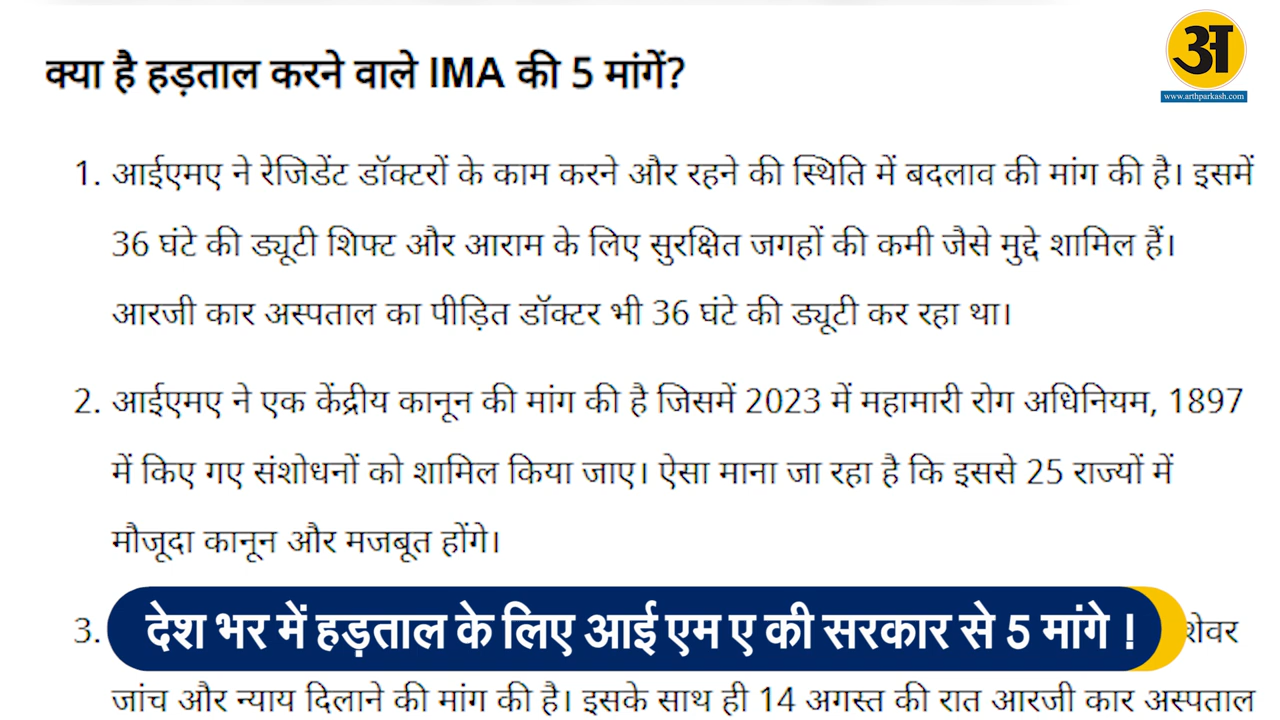 अ
www.arthparkash.com
क्या है हड़ताल करने वाले IMA की 5 मांगें?
1. आईएमए ने रेजिडेंट डॉक्टरों के काम करने और रहने की स्थिति में बदलाव की मांग की है। इसमें
36 घंटे की ड्यूटी शिफ्ट और आराम के लिए सुरक्षित जगहों की कमी जैसे मुद्दे शामिल हैं।
आरजी कार अस्पताल का पीड़ित डॉक्टर भी 36 घंटे की ड्यूटी कर रहा था।
2. आईएमए ने एक केंद्रीय कानून की मांग की है जिसमें 2023 में महामारी रोग अधिनियम, 1897
में किए गए संशोधनों को शामिल किया जाए। ऐसा माना जा रहा है कि इससे 25 राज्यों में
मौजूदा कानून और मजबूत होंगे।
3.
देश भर में हड़ताल के लिए आई एम ए की सरकार से 5 मांगे !
जांच और न्याय दिलाने की मांग की है। इसके साथ ही 14 अगस्त की रात आरजी कार अस्पताल